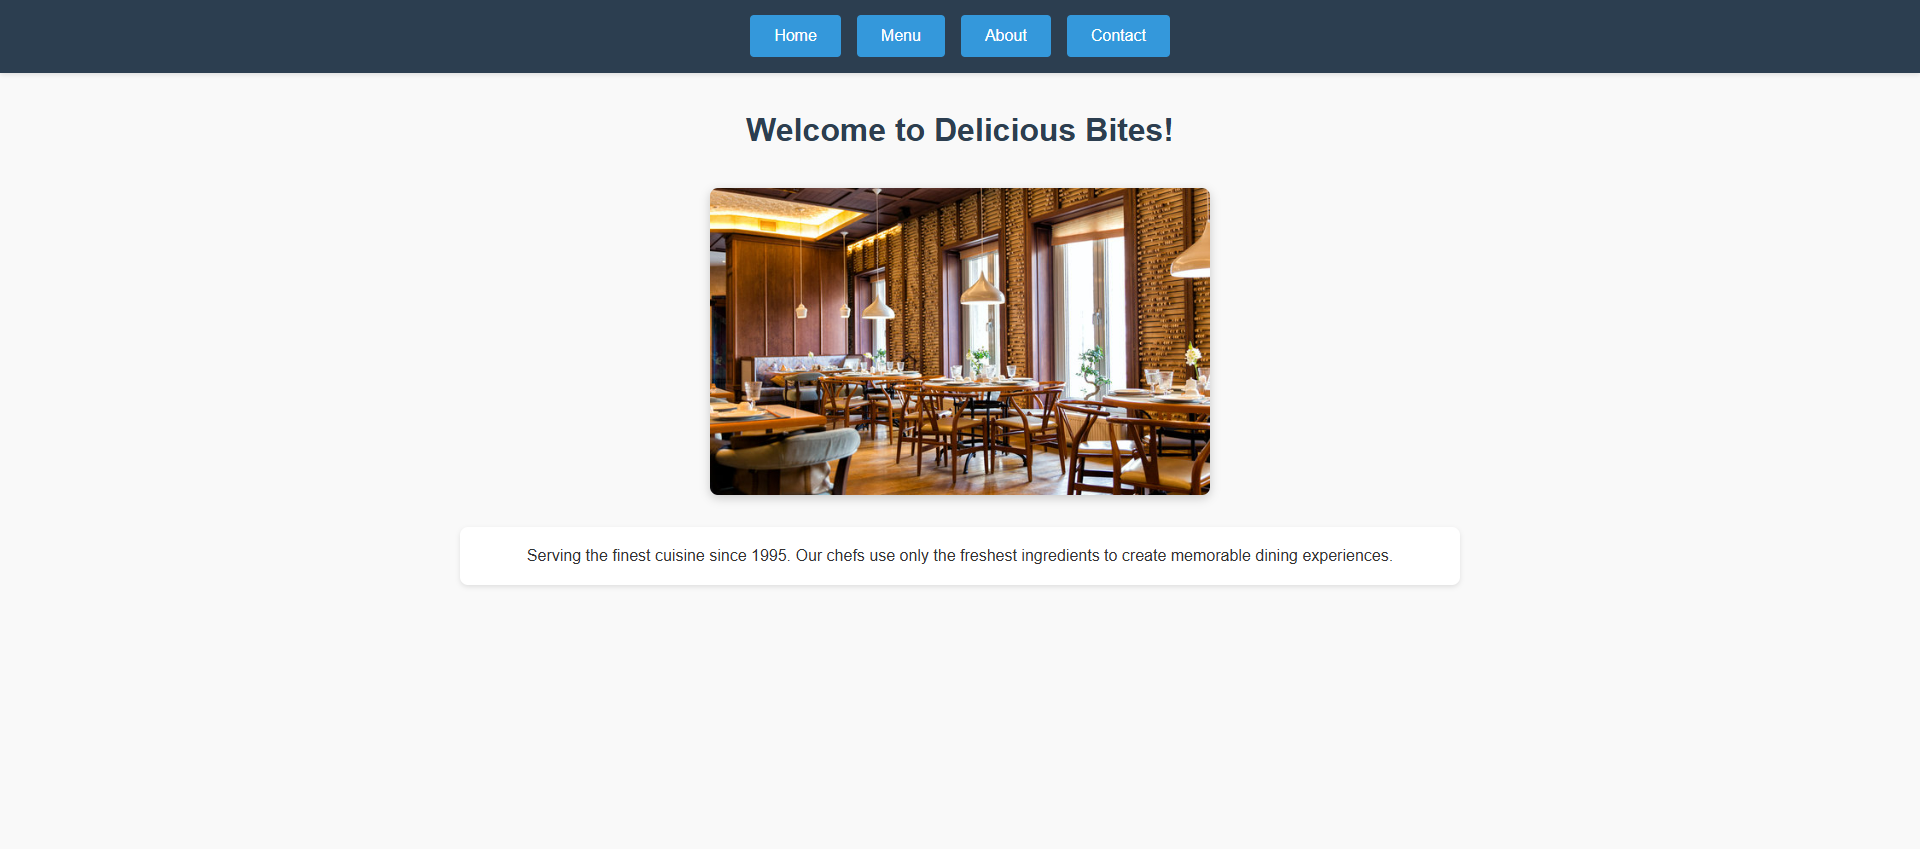 Home Menu About Contact
Welcome to Delicious Bites!
Serving the finest cuisine since 1995. Our chefs use only the freshest ingredients to create memorable dining experiences.